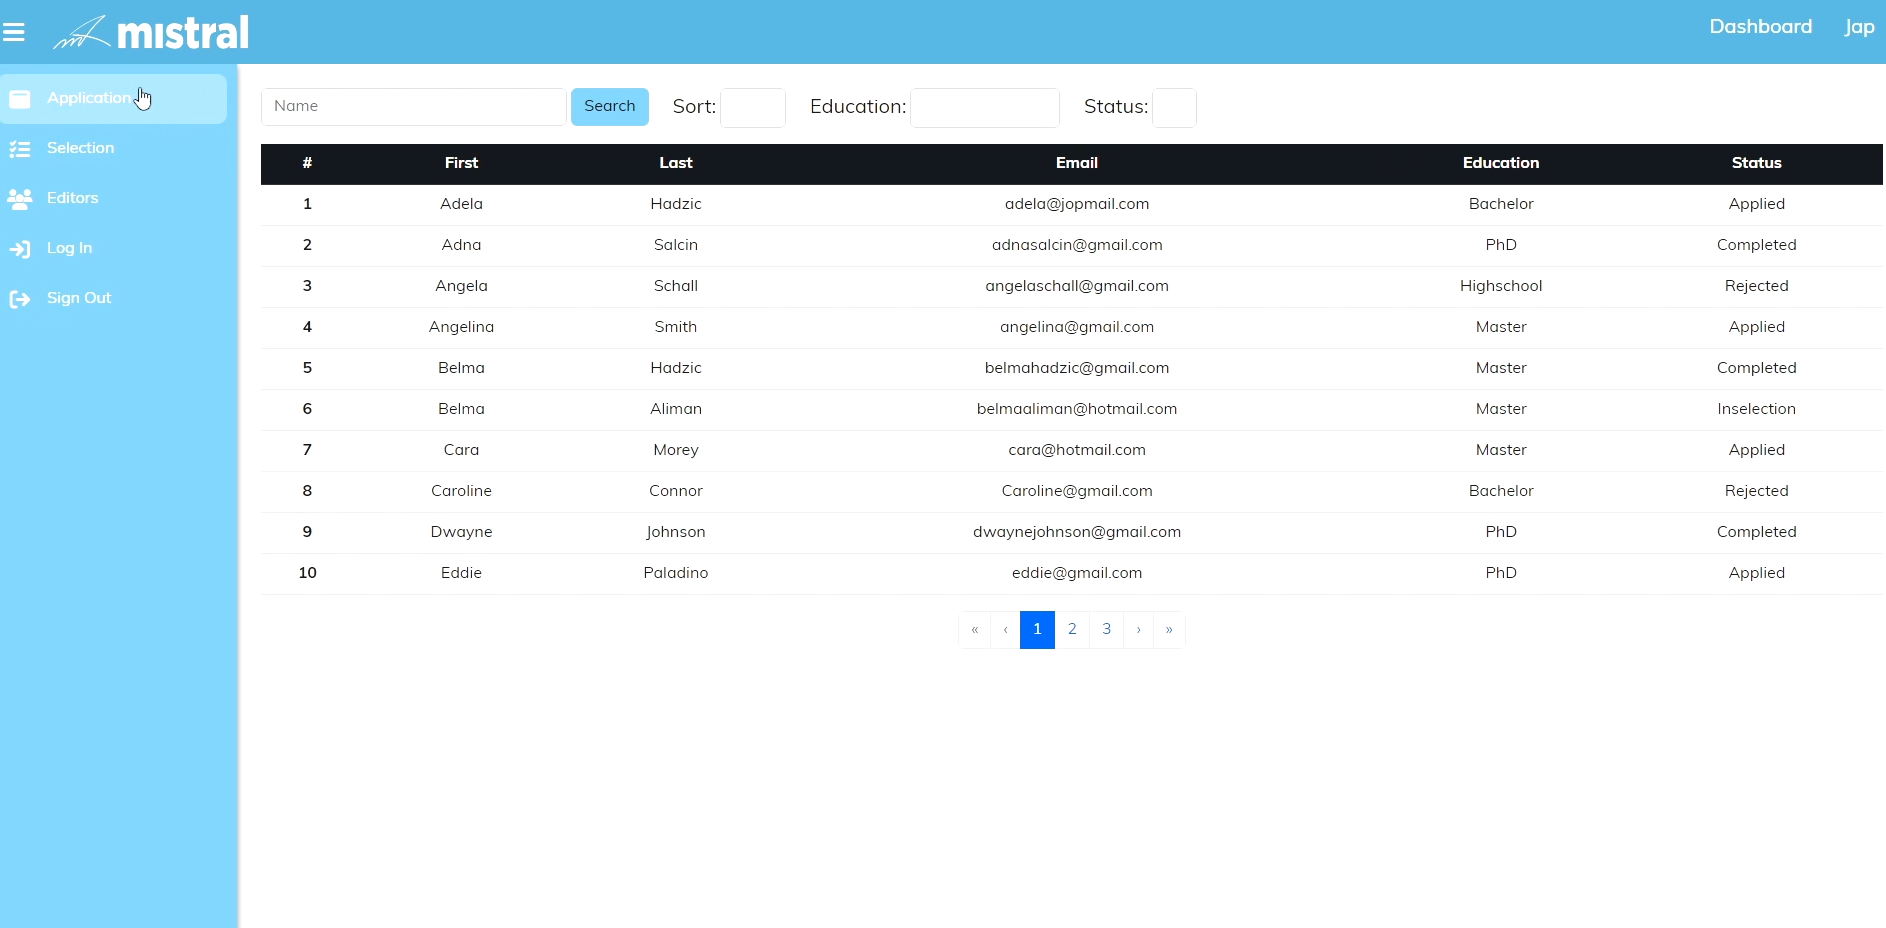 mistral
Dashboard Jap
Application
Selection
Editors
Log In
Sign Out
Name Search Sort: Education: Status:
# First Last Email Education Status
1 Adela Hadzic adela@jopmail.com Bachelor Applied
2 Adna Salcin adnasalcin@gmail.com PhD Completed
3 Angela Schall angelaschall@gmail.com Highschool Rejected
4 Angelina Smith angelina@gmail.com Master Applied
5 Belma Hadzic belmahadzic@gmail.com Master Completed
6 Belma Aliman belmaaliman@hotmail.com Master Inselection
7 Cara Morey cara@hotmail.com Master Applied
8 Caroline Connor Caroline@gmail.com Bachelor Rejected
9 Dwayne Johnson dwaynejohnson@gmail.com PhD Completed
10 Eddie Paladino eddie@gmail.com PhD Applied
« ‹ 1 2 3 › »